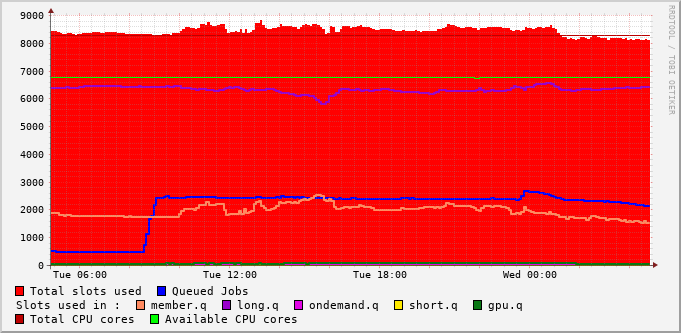 9000
8000
7000
6000
5000
4000
3000
2000
1000
0
Tue 06:00 Tue 12:00 Tue 18:00 Wed 00:00
RRDTOOL / TOBI OETIKER
Total slots used Queued Jobs
Slots used in : member.q long.q ondemand.q short.q gpu.q
Total CPU cores Available CPU cores